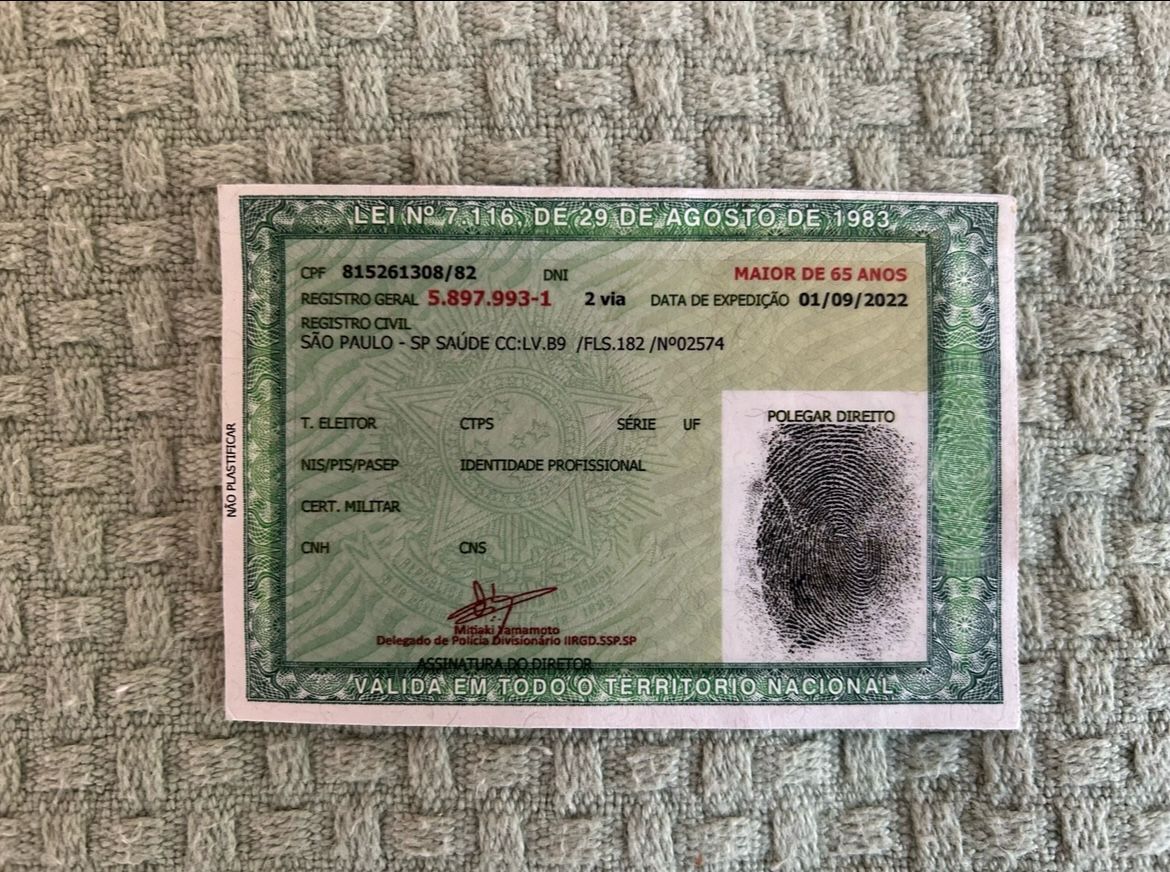 LEI Nº 7.116, DE 29 DE AGOSTO DE 1983
CPF 815261308/82 DNI MAIOR DE 65 ANOS
REGISTRO GERAL 5.897.993-1 2 via DATA DE EXPEDIÇÃO 01/09/2022
REGISTRO CIVIL
SÃO PAULO - SP SAÚDE CC:LV.B9 /FLS.182 /Nº02574
POLEGAR DIREITO
T. ELEITOR CTPS SÉRIE UF
NIS/PIS/PASEP IDENTIDADE PROFISSIONAL
CERT. MILITAR
CNH CNS
NÃO PLASTIFICAR
Mitiaki Yamamoto
Delegado de Polícia Divisionário IIRGD.SSP.SP
ASSINATURA DO DIRETOR
VÁLIDA EM TODO O TERRITÓRIO NACIONAL